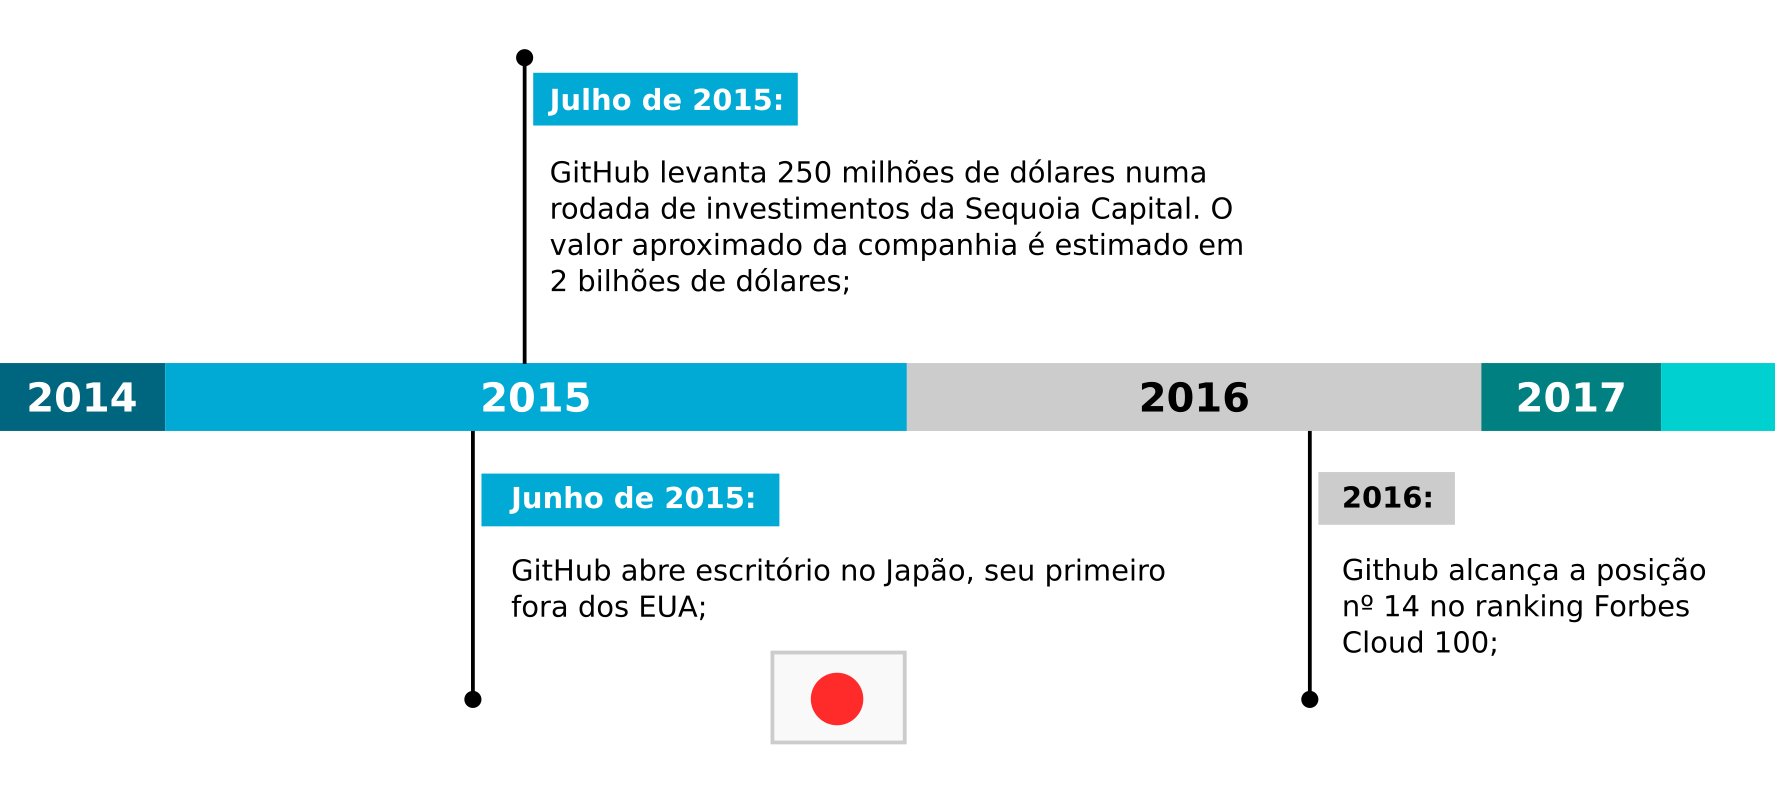 Julho de 2015:
GitHub levanta 250 milhões de dólares numa
rodada de investimentos da Sequoia Capital. O
valor aproximado da companhia é estimado em
2 bilhões de dólares;
2014
2015
2016
2017
Junho de 2015:
GitHub abre escritório no Japão, seu primeiro
fora dos EUA;
2016:
Github alcança a posição
nº 14 no ranking Forbes
Cloud 100;